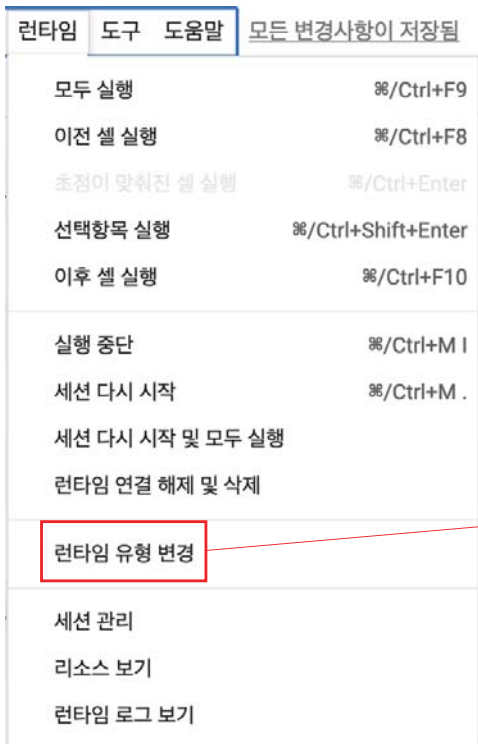 런타임 도구 도움말 모든 변경사항이 저장됨
모두 실행 ⌘/Ctrl+F9
이전 셀 실행 ⌘/Ctrl+F8
초점이 맞춰진 셀 실행 ⌘/Ctrl+Enter
선택항목 실행 ⌘/Ctrl+Shift+Enter
이후 셀 실행 ⌘/Ctrl+F10
실행 중단 ⌘/Ctrl+M I
세션 다시 시작 ⌘/Ctrl+M .
세션 다시 시작 및 모두 실행
런타임 연결 해제 및 삭제
런타임 유형 변경
세션 관리
리소스 보기
런타임 로그 보기